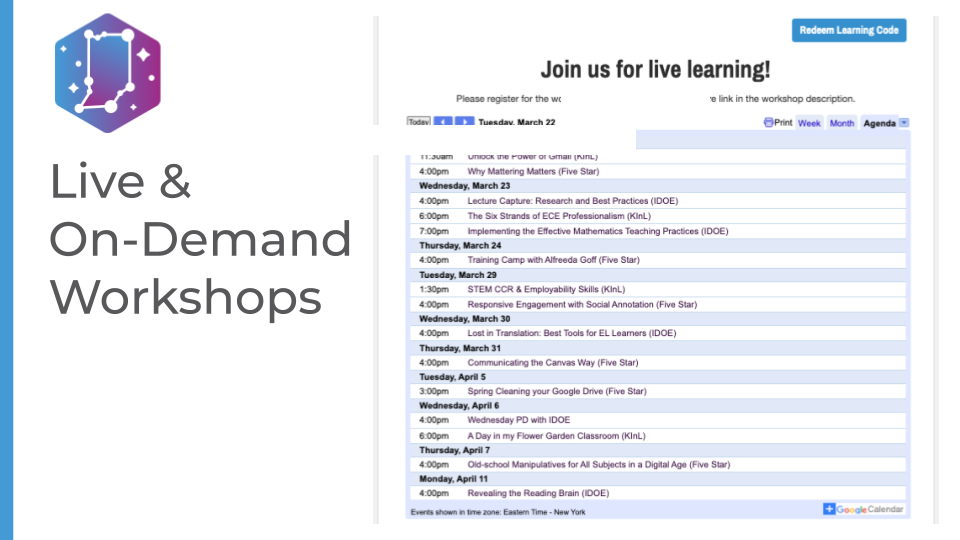 Live &
On-Demand
Workshops
Redeem Learning Code
Join us for live learning!
Please register for the link in the workshop description.
Today Tuesday, March 22 Print Week Month Agenda
11:30am Unlock the Power of Gmail (KInL)
4:00pm Why Mattering Matters (Five Star)
Wednesday, March 23
4:00pm Lecture Capture: Research and Best Practices (IDOE)
6:00pm The Six Strands of ECE Professionalism (KInL)
7:00pm Implementing the Effective Mathematics Teaching Practices (IDOE)
Thursday, March 24
4:00pm Training Camp with Alfreeda Goff (Five Star)
Tuesday, March 29
1:30pm STEM CCR & Employability Skills (KInL)
4:00pm Responsive Engagement with Social Annotation (Five Star)
Wednesday, March 30
4:00pm Lost in Translation: Best Tools for EL Learners (IDOE)
Thursday, March 31
4:00pm Communicating the Canvas Way (Five Star)
Tuesday, April 5
3:00pm Spring Cleaning your Google Drive (Five Star)
Wednesday, April 6
4:00pm Wednesday PD with IDOE
6:00pm A Day in my Flower Garden Classroom (KInL)
Thursday, April 7
4:00pm Old-school Manipulatives for All Subjects in a Digital Age (Five Star)
Monday, April 11
4:00pm Revealing the Reading Brain (IDOE)
Events shown in time zone: Eastern Time - New York
Google Calendar